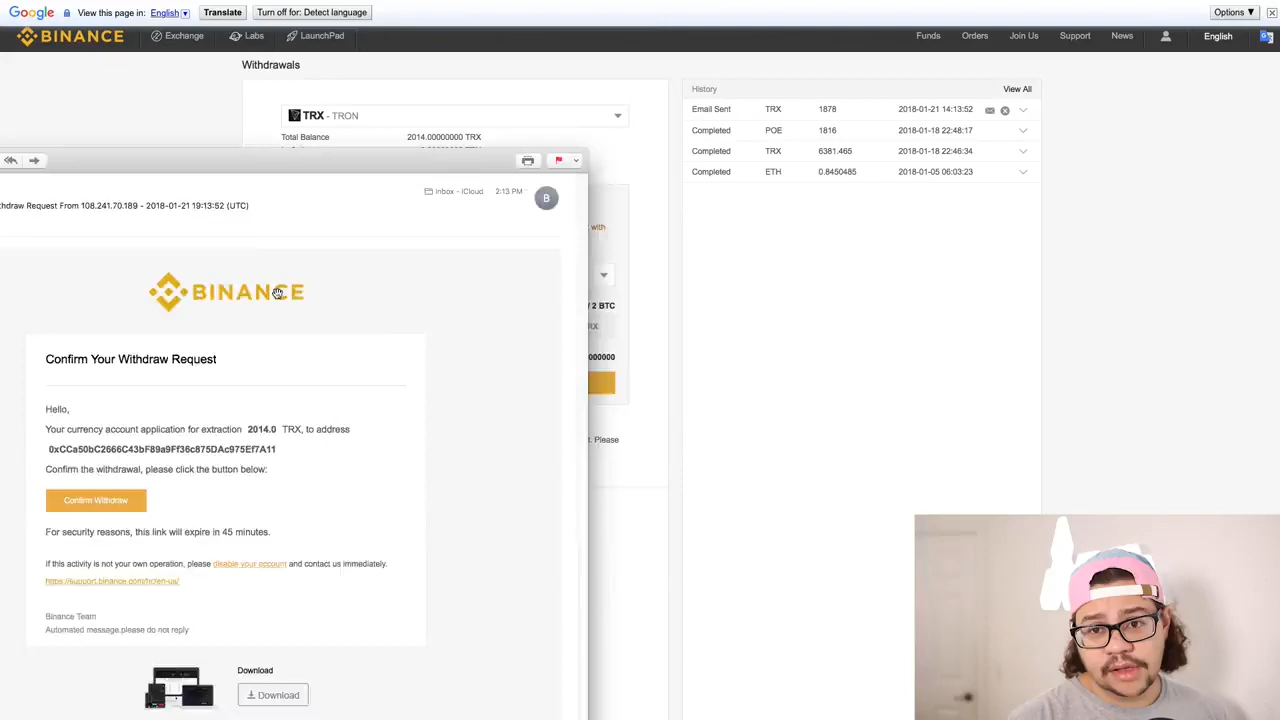 Google View this page in: English Translate Turn off for: Detect language Options ▼
BINANCE Exchange Labs LaunchPad Funds Orders Join Us Support News English
Withdrawals
TRX - TRON
Total Balance 2014.00000000 TRX
History View All
Email Sent TRX 1878 2018-01-21 14:13:52
Completed POE 1816 2018-01-18 22:48:17
Completed TRX 6381.465 2018-01-18 22:46:34
Completed ETH 0.8450485 2018-01-05 06:03:23
with
2 BTC
000000
t. Please
Inbox - iCloud 2:13 PM
B
hdraw Request From 108.241.70.189 - 2018-01-21 19:13:52 (UTC)
BINANCE
Confirm Your Withdraw Request
Hello,
Your currency account application for extraction 2014.0 TRX, to address
0xCCa50bC2666C43bF89a9Ff36c875DAc975Ef7A11
Confirm the withdrawal, please click the button below:
Confirm Withdraw
For security reasons, this link will expire in 45 minutes.
If this activity is not your own operation, please disable your account and contact us immediately.
https://support.binance.com/hc/en-us/
Binance Team
Automated message.please do not reply
Download
Download